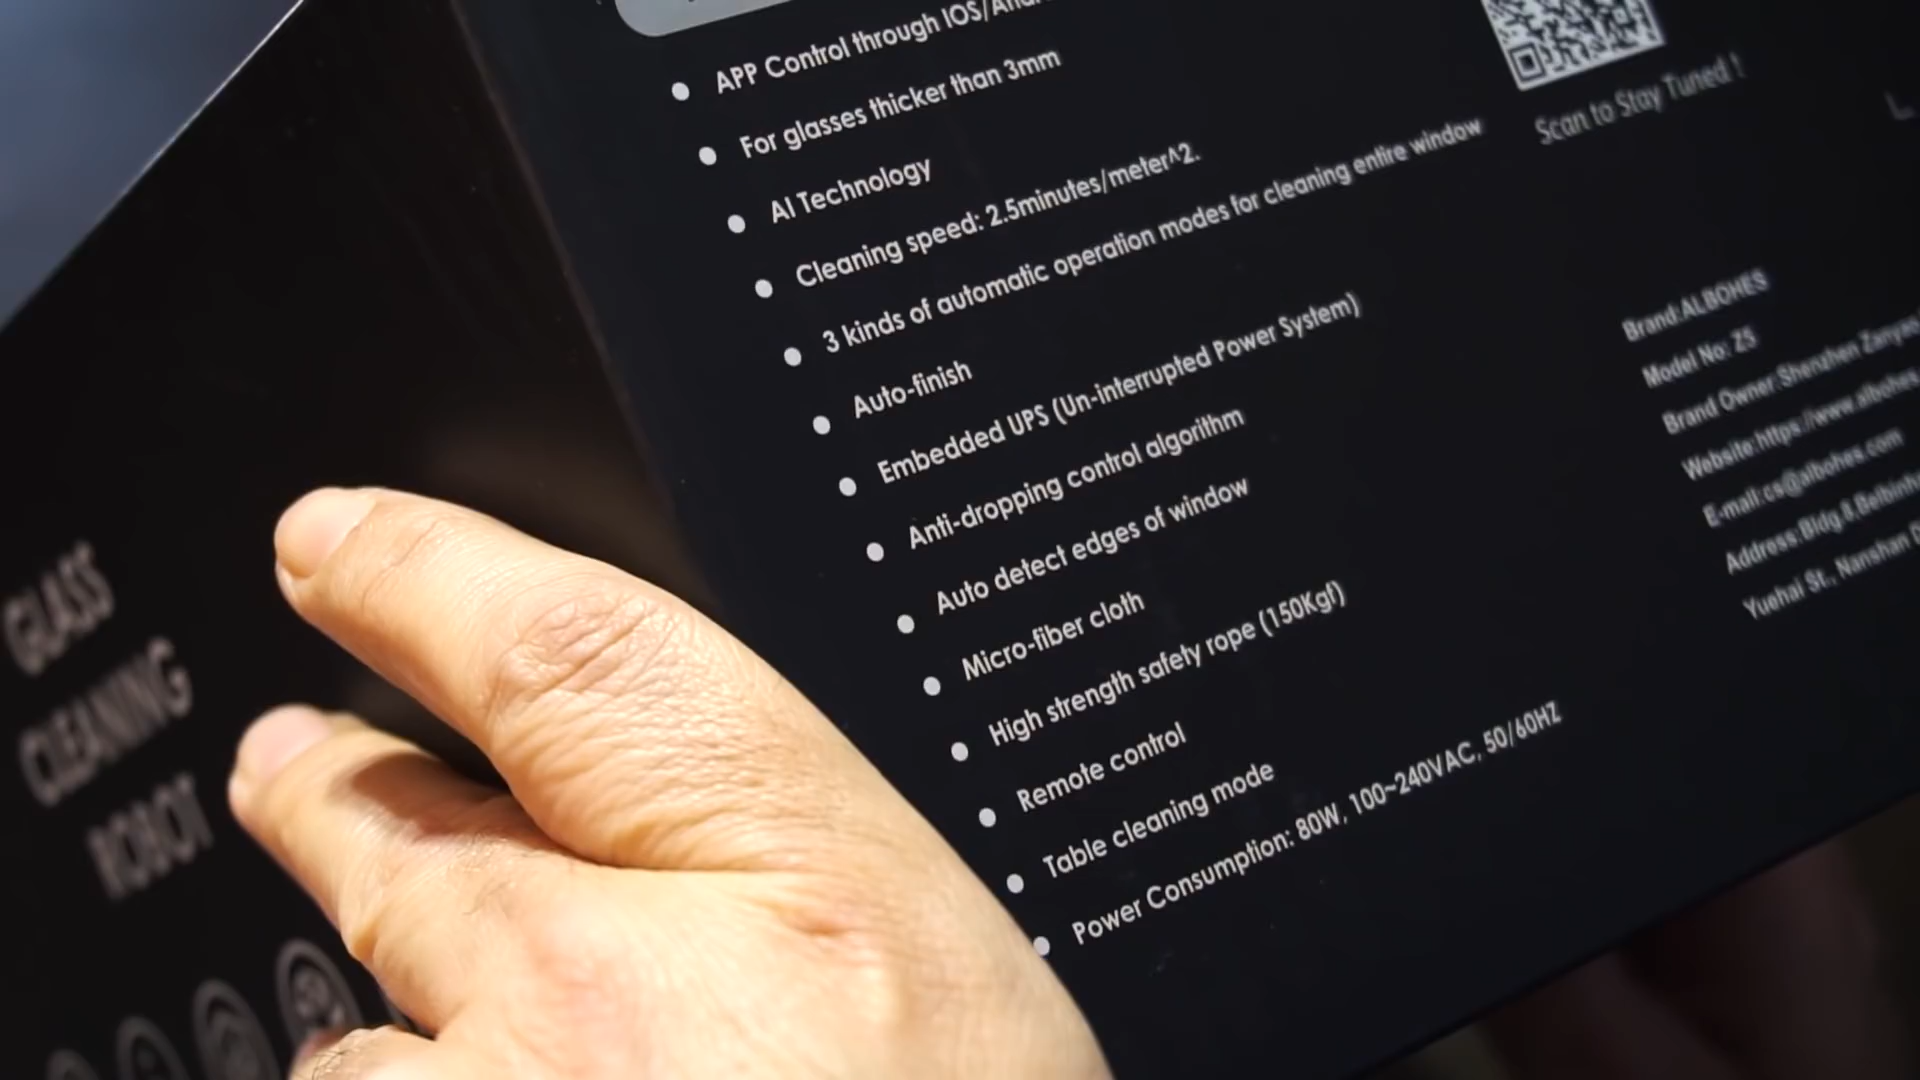 APP Control through IOS/
For glasses thicker than 3mm
AI Technology
Cleaning speed: 2.5minutes/meter^2.
3 kinds of automatic operation modes for cleaning entire window
Auto-finish
Embedded UPS (Un-interrupted Power System)
Anti-dropping control algorithm
Auto detect edges of window
Micro-fiber cloth
High strength safety rope (150Kgf)
Remote control
Table cleaning mode
Power Consumption: 80W, 100~240VAC, 50/60HZ
Scan to Stay Tuned !
Brand:ALBOHES
Model No: Z5
Brand Owner:Shenzhen
Website:https://www.albohes.
E-mail:cs@albohes.com
Address:Bldg.8,
Yuehai St., Nanshan D
GLASS
CLEANING
ROBOT